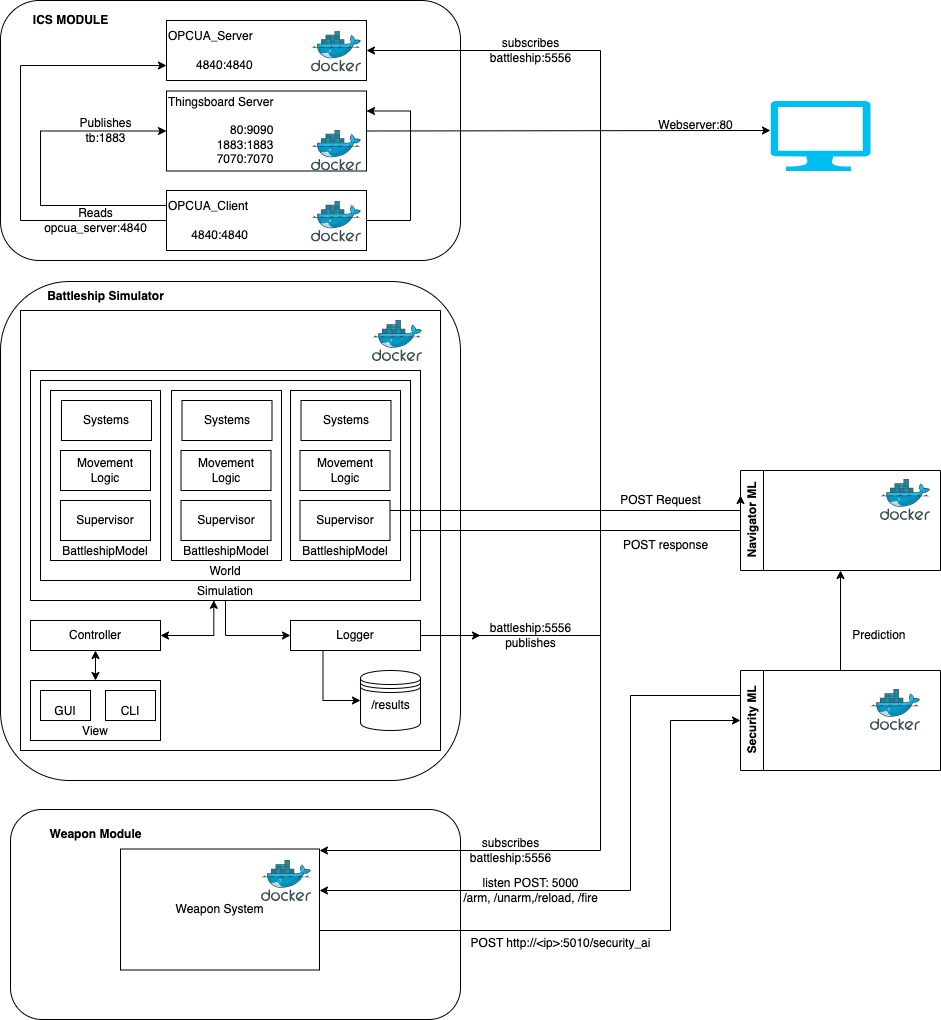 ICS MODULE
OPCUA_Server
4840:4840
docker
subscribes
battleship:5556
Thingsboard Server
80:9090
1883:1883
7070:7070
docker
Publishes
tb:1883
Webserver:80
OPCUA_Client
4840:4840
docker
Reads
opcua_server:4840
Battleship Simulator
docker
Systems
Systems
Systems
Movement
Logic
Movement
Logic
Movement
Logic
Supervisor
Supervisor
Supervisor
BattleshipModel
BattleshipModel
BattleshipModel
World
Simulation
POST Request
POST response
Navigator ML
docker
Controller
Logger
battleship:5556
publishes
Prediction
GUI
CLI
View
/results
Security ML
docker
Weapon Module
docker
Weapon System
subscribes
battleship:5556
listen POST: 5000
/arm, /unarm,/reload, /fire
POST http://<ip>:5010/security_ai